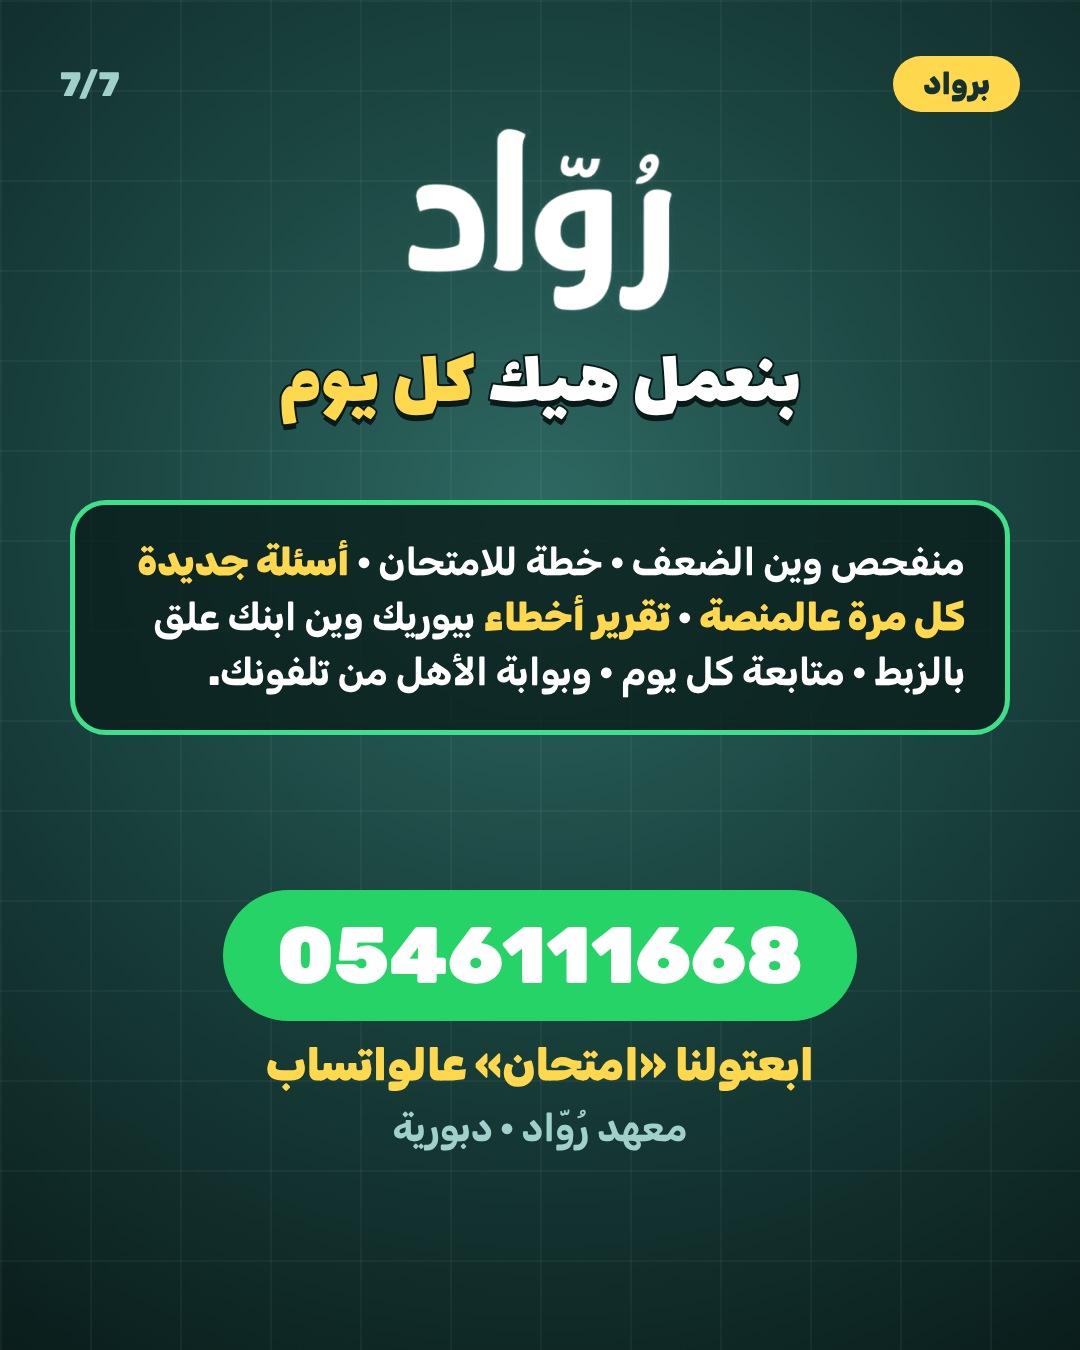 برواد
7/7
رُوّاد
بنعمل هيك كل يوم
منفحص وين الضعف • خطة للامتحان • أسئلة جديدة
كل مرة عالمنصة • تقرير أخطاء بيوريك وين ابنك علق
بالزبط • متابعة كل يوم • وبوابة الأهل من تلفونك.
0546111668
ابعتولنا «امتحان» عالواتساب
معهد رُوّاد • دبورية